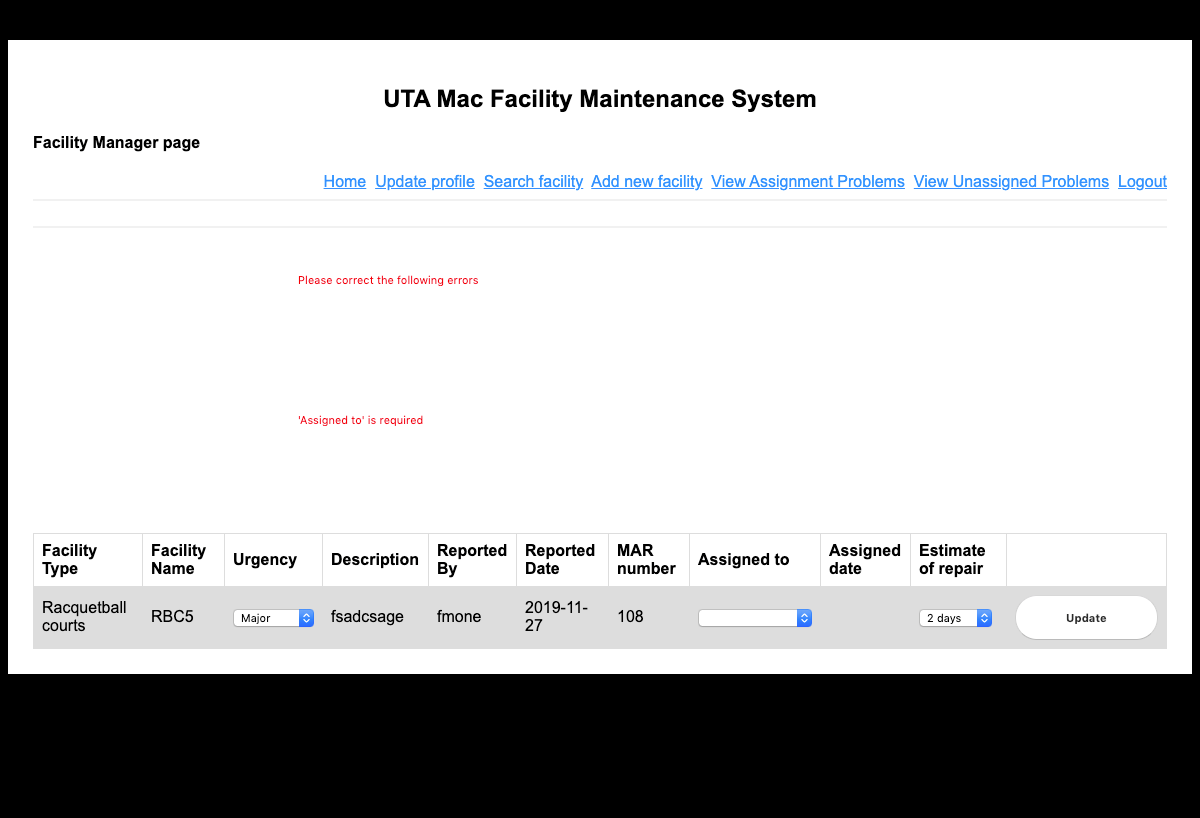 UTA Mac Facility Maintenance System
Facility Manager page
Home Update profile Search facility Add new facility View Assignment Problems View Unassigned Problems Logout
Please correct the following errors
'Assigned to' is required
Facility Type Facility Name Urgency Description Reported By Reported Date MAR number Assigned to Assigned date Estimate of repair
Racquetball courts RBC5 Major fsadcsage fmone 2019-11-27 108 2 days Update